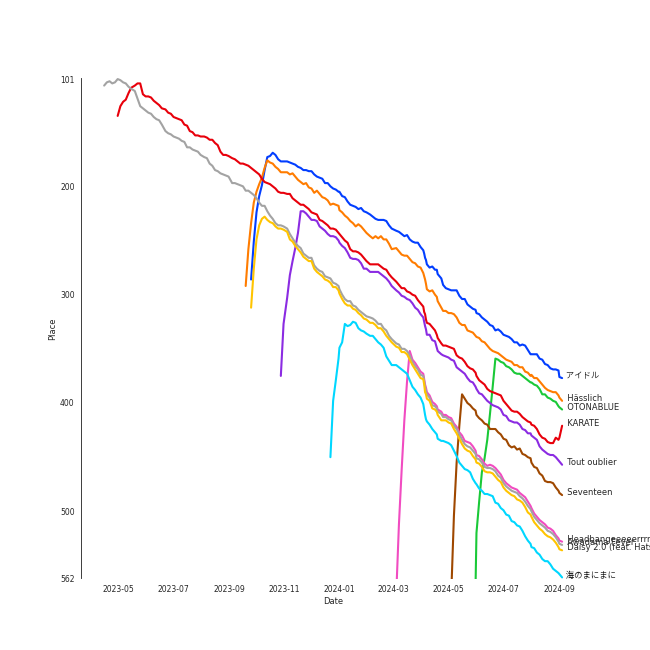 101
200
300
400
500
562
Place
2023-05
2023-07
2023-09
2023-11
2024-01
2024-03
2024-05
2024-07
2024-09
Date
アイドル
Hässlich
OTONABLUE
KARATE
Tout oublier
Seventeen
Headbangeeeerrrr
Daisy 2.0 (feat. Hats
海のまにまに